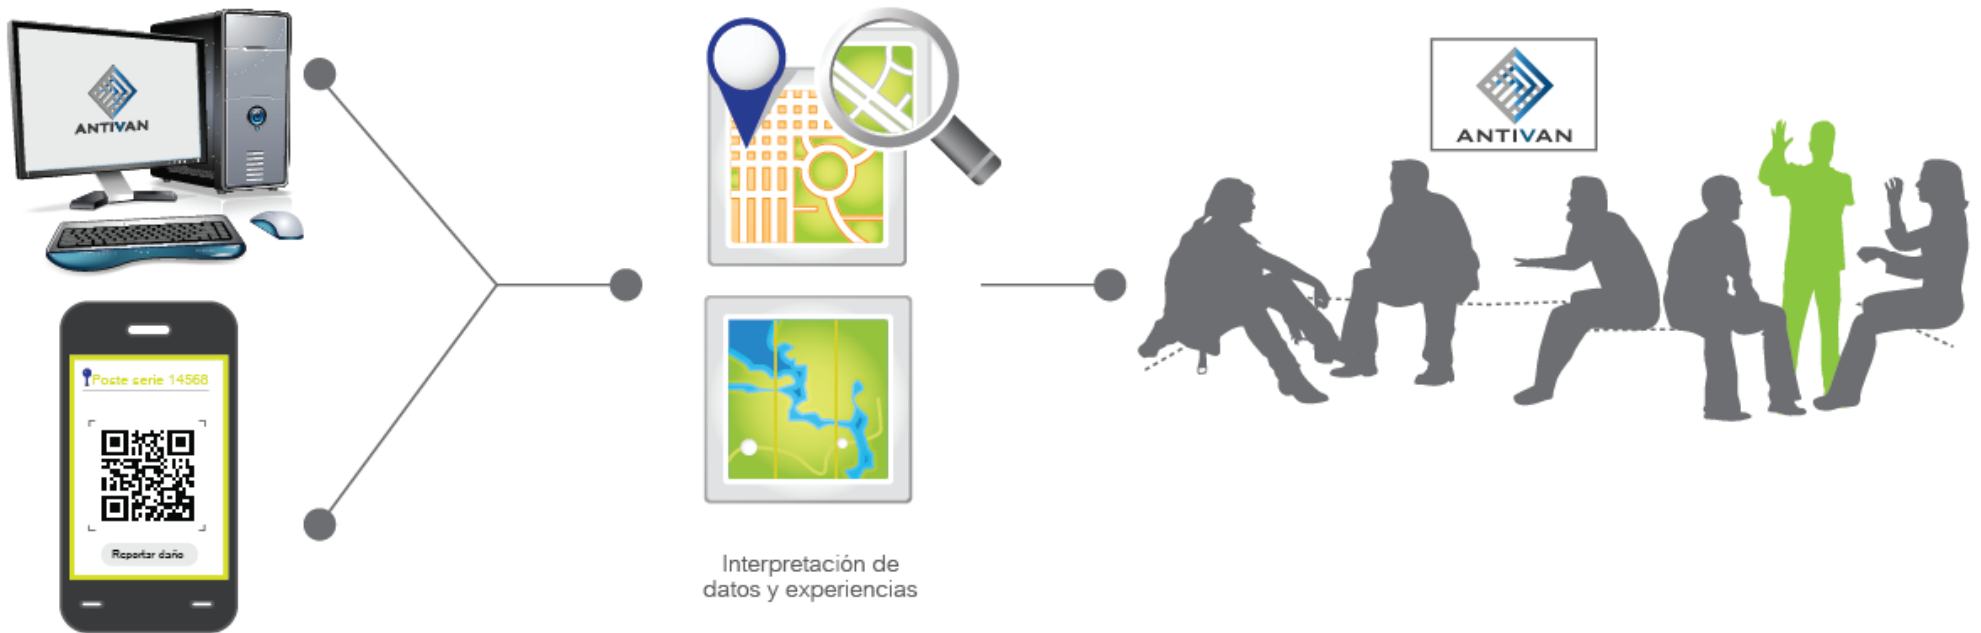 ANTIVAN
Poste serie 14568
Reportar daño
Interpretación de
datos y experiencias
ANTIVAN